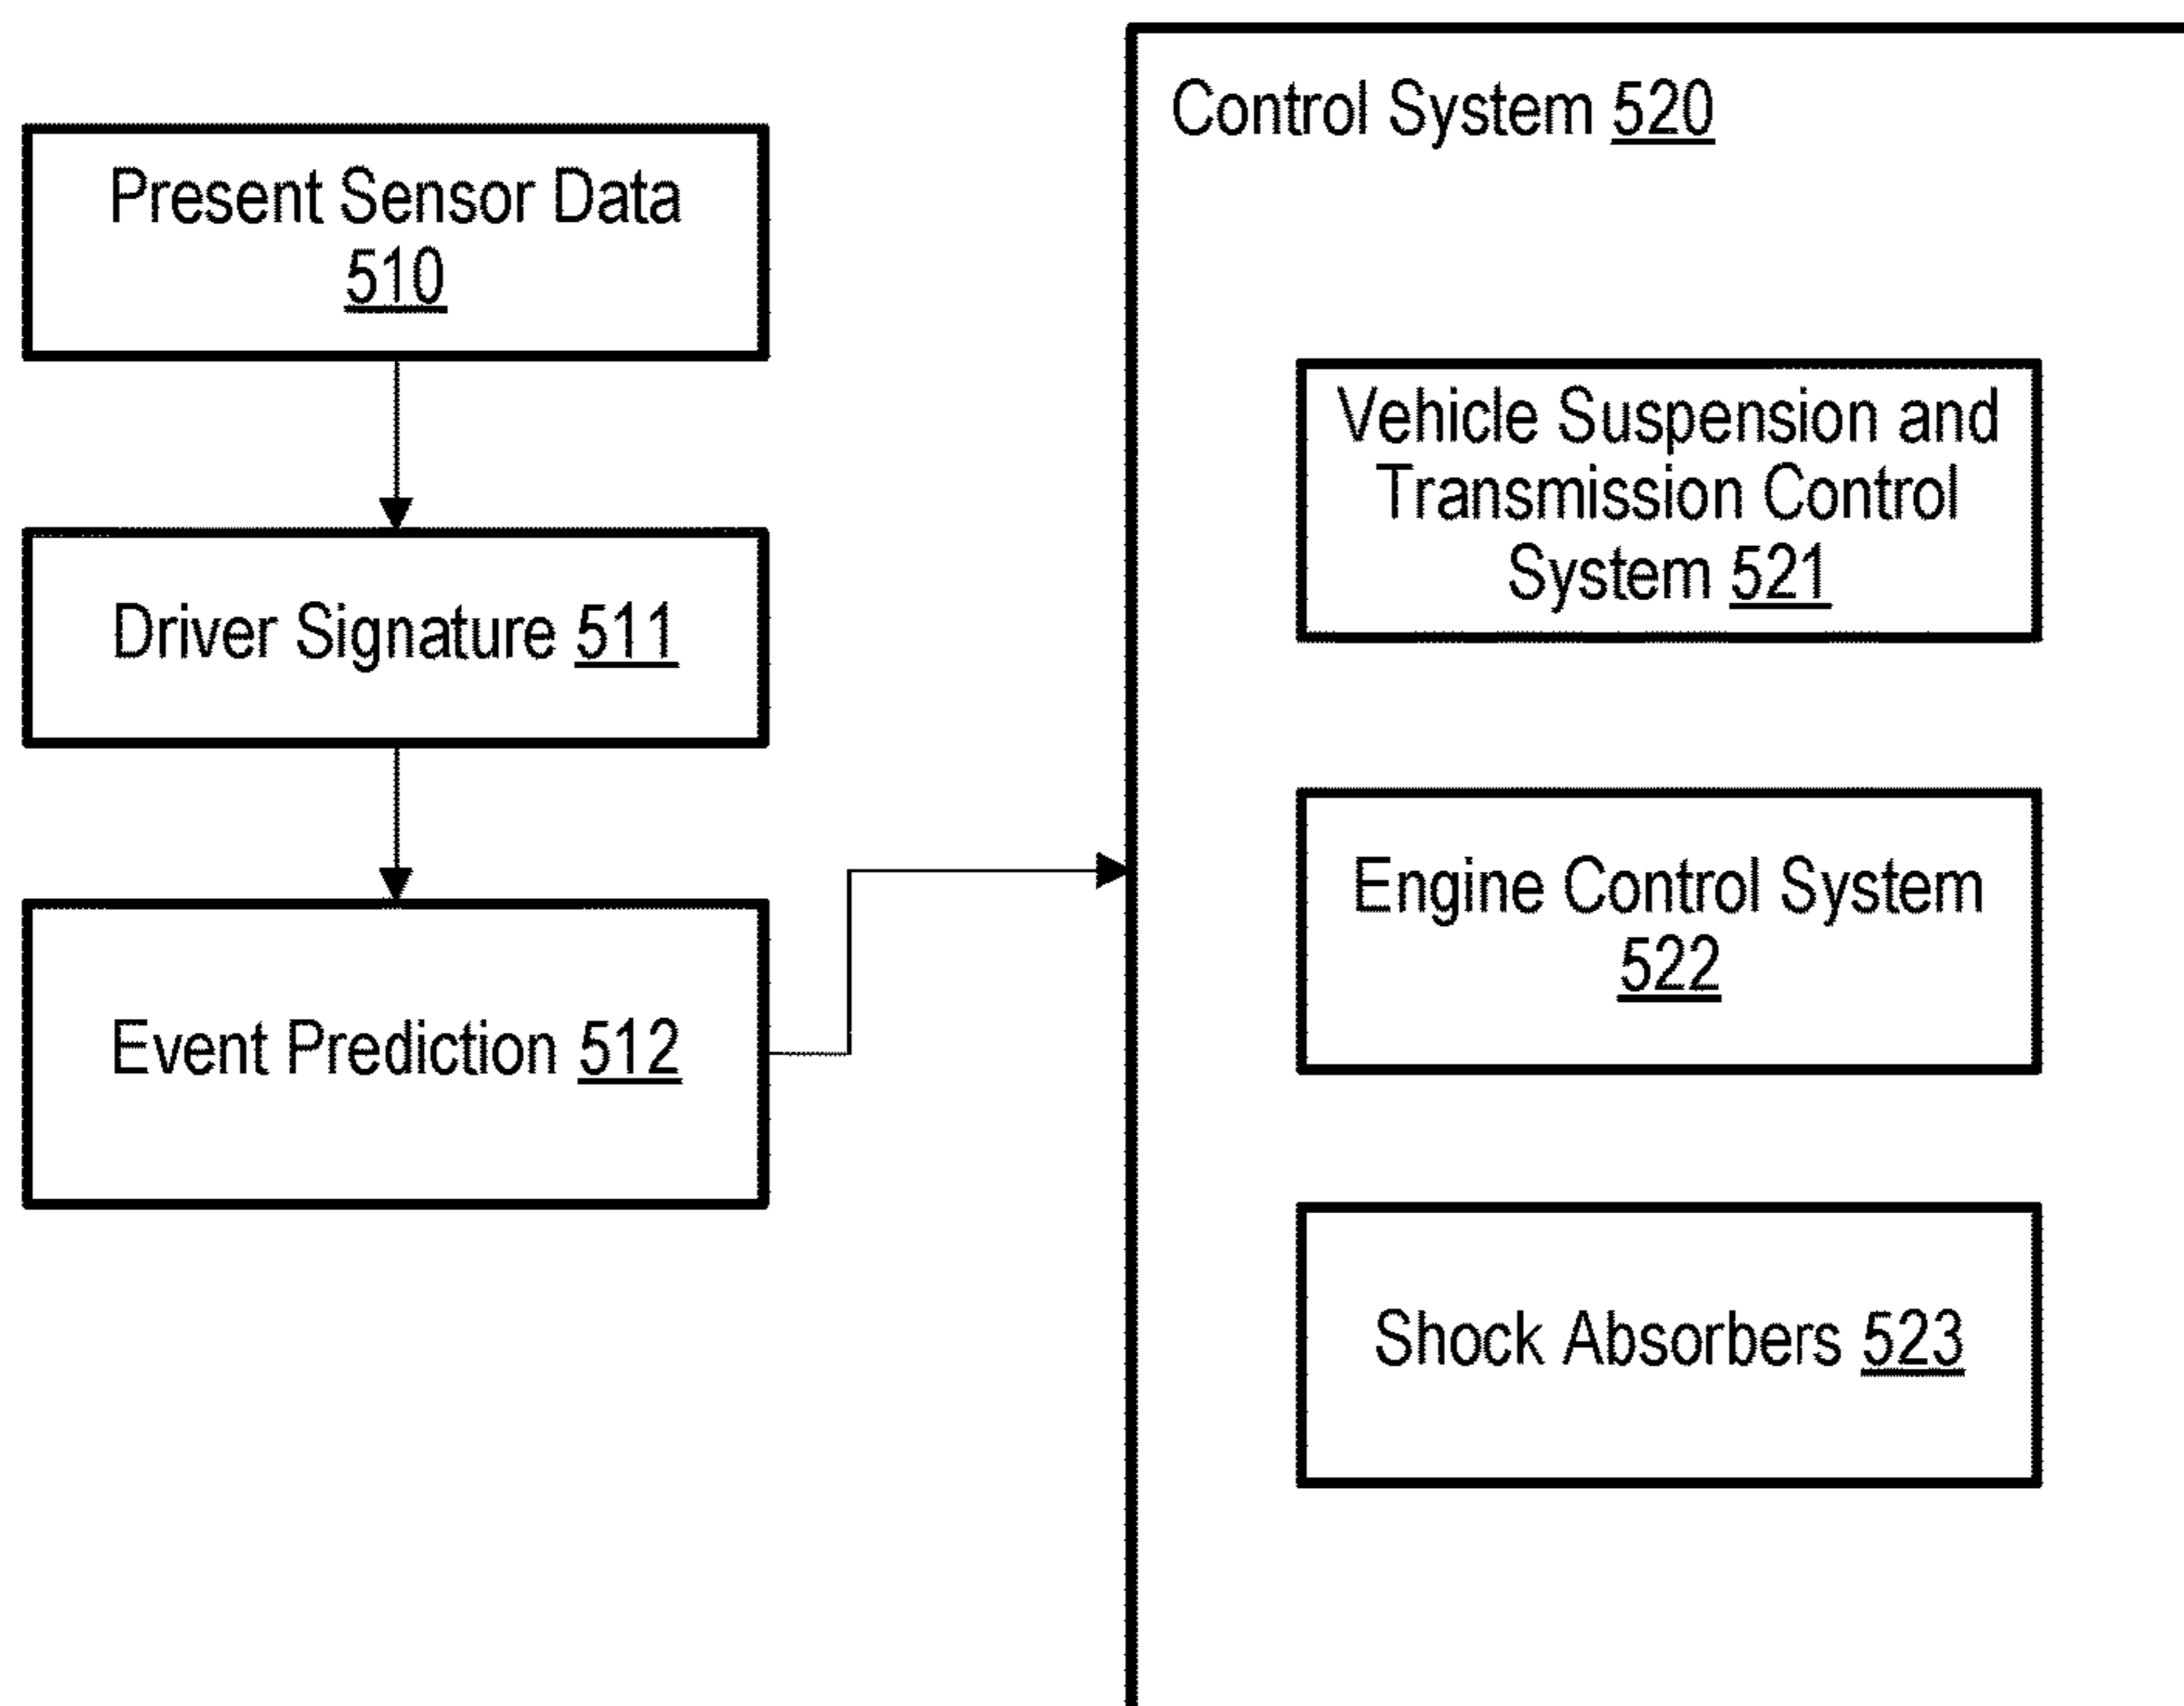 Present Sensor Data
510
Driver Signature 511
Event Prediction 512
Control System 520
Vehicle Suspension and
Transmission Control
System 521
Engine Control System
522
Shock Absorbers 523